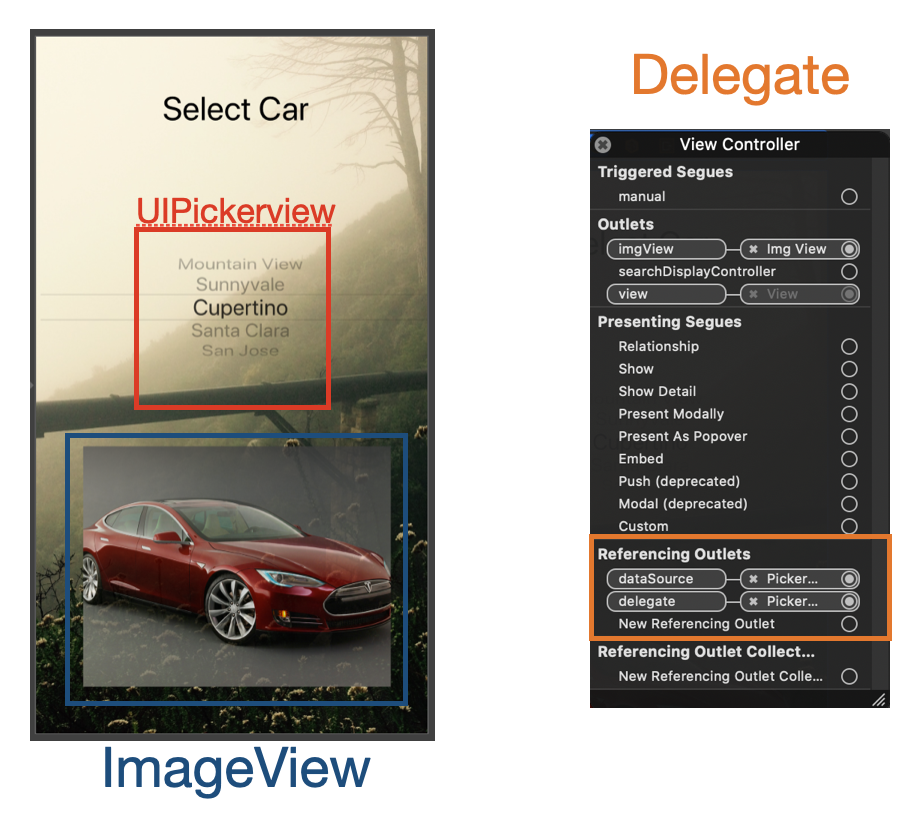 Select Car
UIPickerview
Mountain View
Sunnyvale
Cupertino
Santa Clara
San Jose
ImageView
Delegate
View Controller
Triggered Segues
manual
Outlets
imgView Img View
searchDisplayController
view View
Presenting Segues
Relationship
Show
Show Detail
Present Modally
Present As Popover
Embed
Push (deprecated)
Modal (deprecated)
Custom
Referencing Outlets
dataSource Picker...
delegate Picker...
New Referencing Outlet
Referencing Outlet Collect...
New Referencing Outlet Colle...